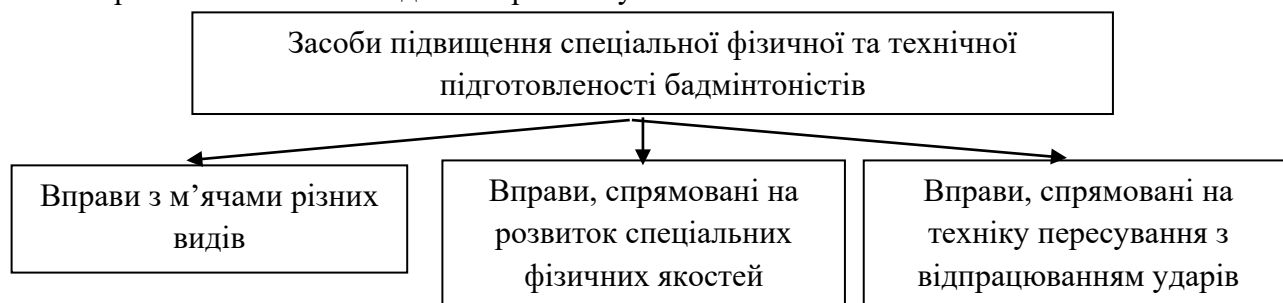 Засоби підвищення спеціальної фізичної та технічної
підготовленості бадмінтоністів
Вправи з м’ячами різних
видів
Вправи, спрямовані на
розвиток спеціальних
фізичних якостей
Вправи, спрямовані на
техніку пересування з
відпрацюванням ударів